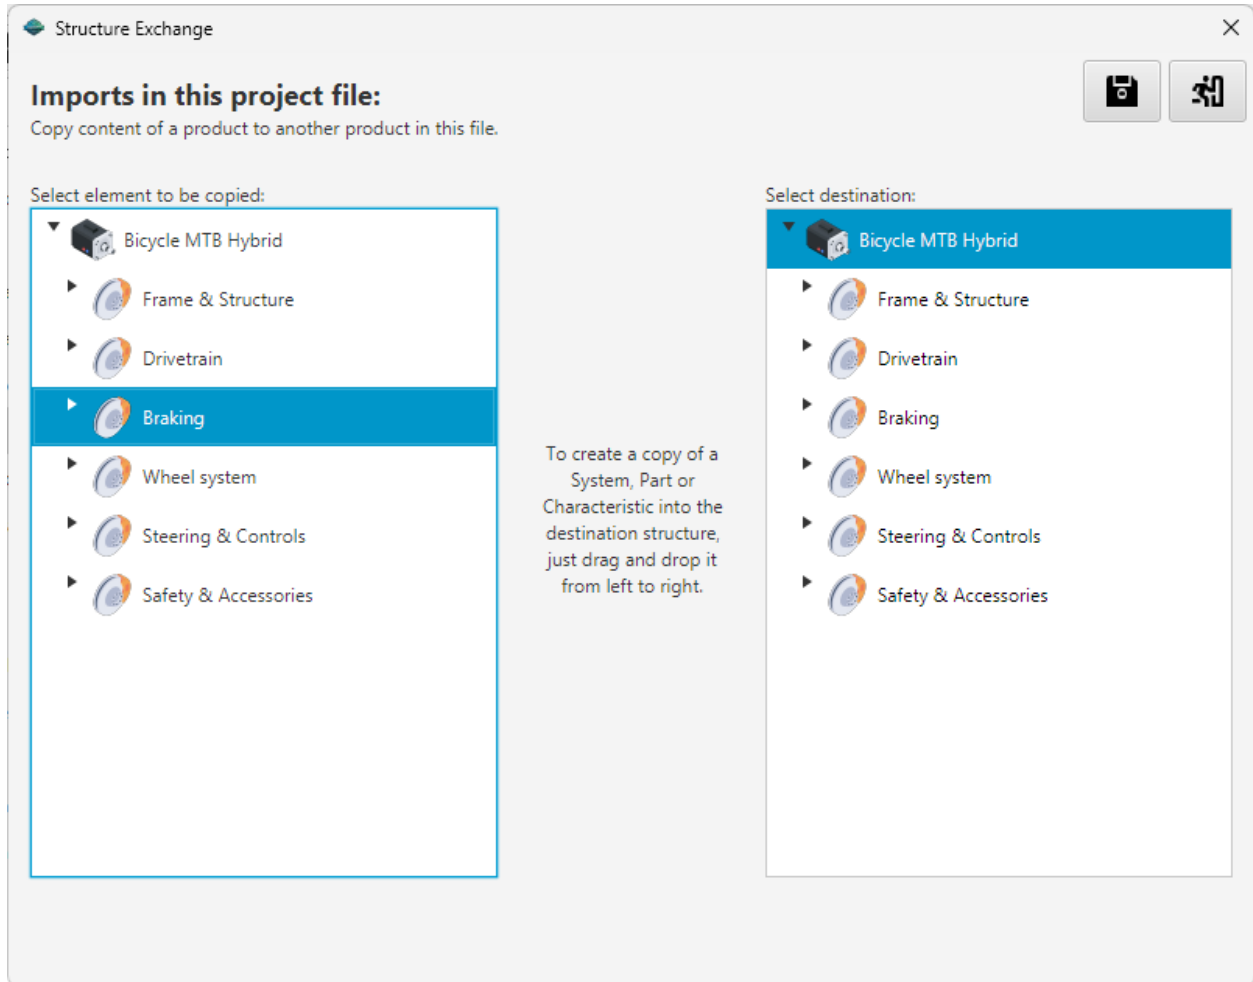 Structure Exchange
Imports in this project file:
Copy content of a product to another product in this file.
Select element to be copied:
Bicycle MTB Hybrid
Frame & Structure
Drivetrain
Braking
Wheel system
Steering & Controls
Safety & Accessories
To create a copy of a
System, Part or
Characteristic into the
destination structure,
just drag and drop it
from left to right.
Select destination:
Bicycle MTB Hybrid
Frame & Structure
Drivetrain
Braking
Wheel system
Steering & Controls
Safety & Accessories